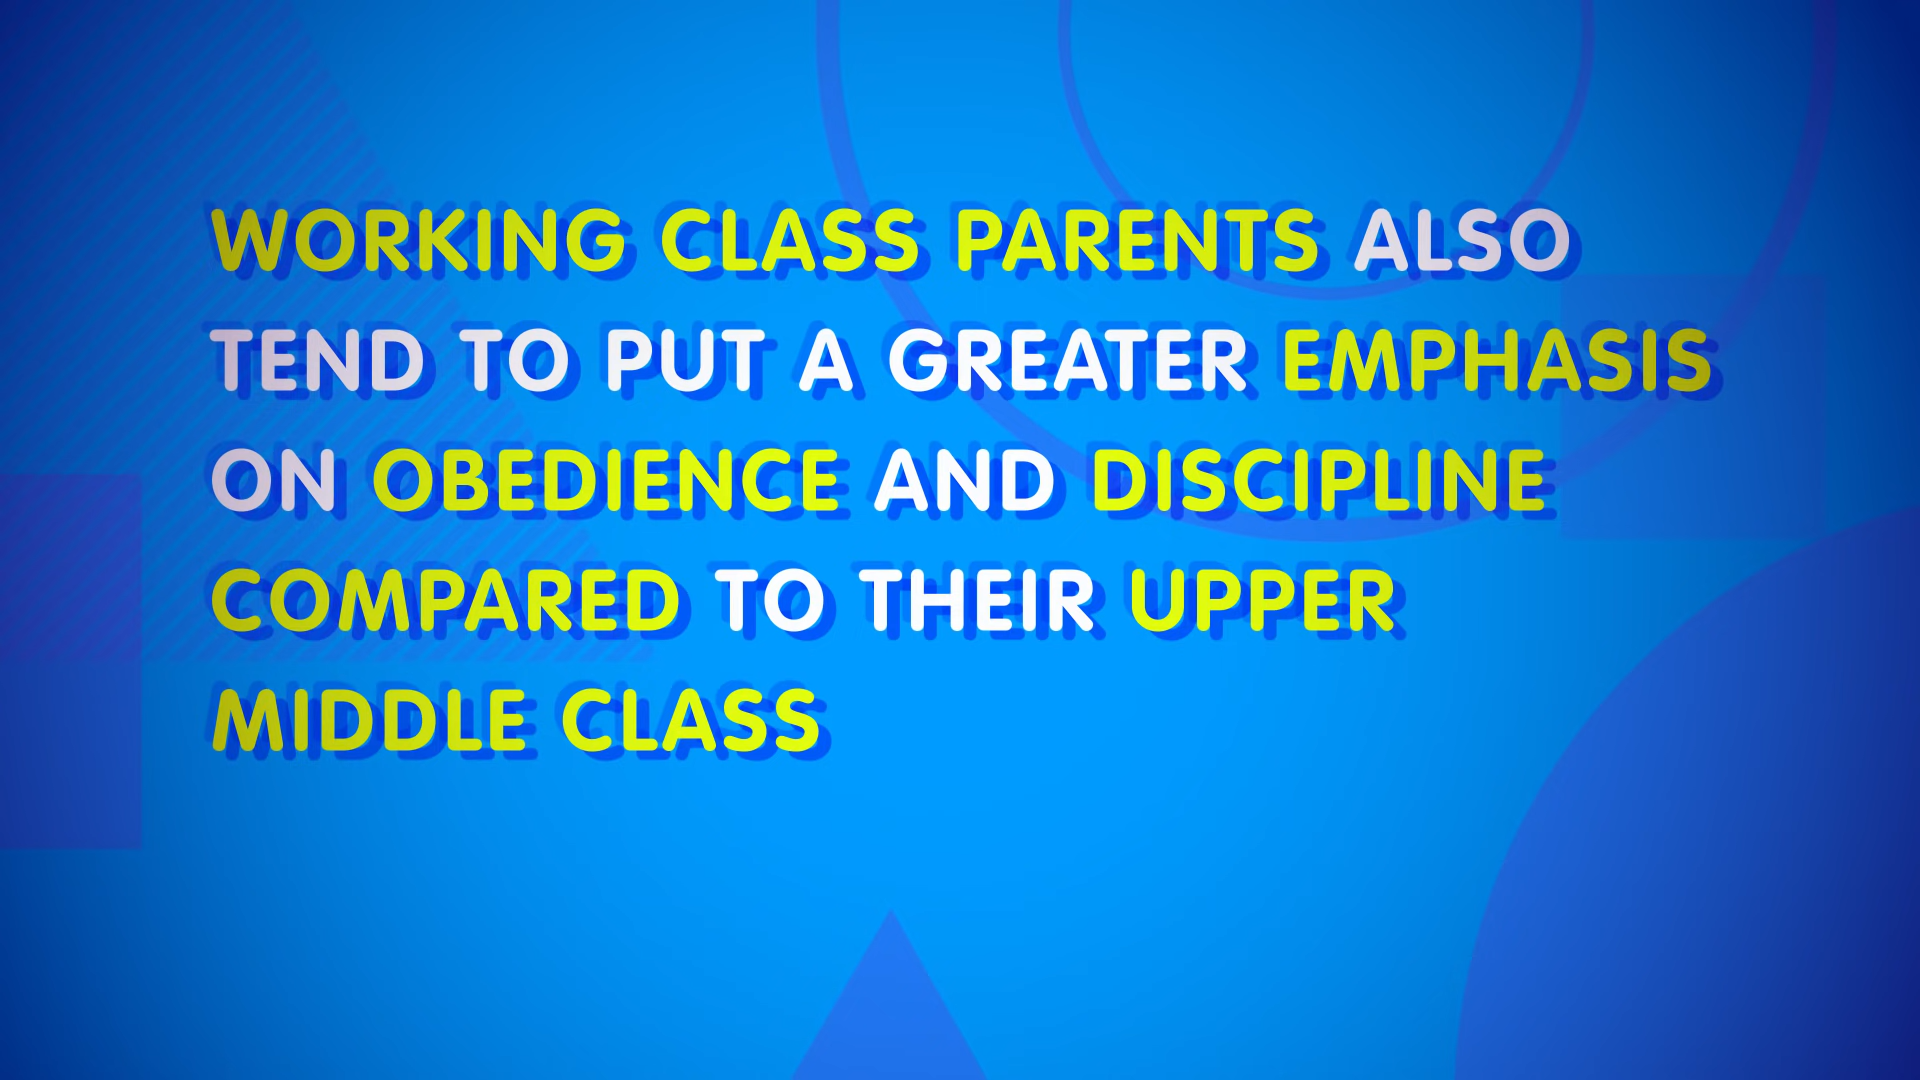 WORKING CLASS PARENTS ALSO
TEND TO PUT A GREATER EMPHASIS
ON OBEDIENCE AND DISCIPLINE
COMPARED TO THEIR UPPER
MIDDLE CLASS